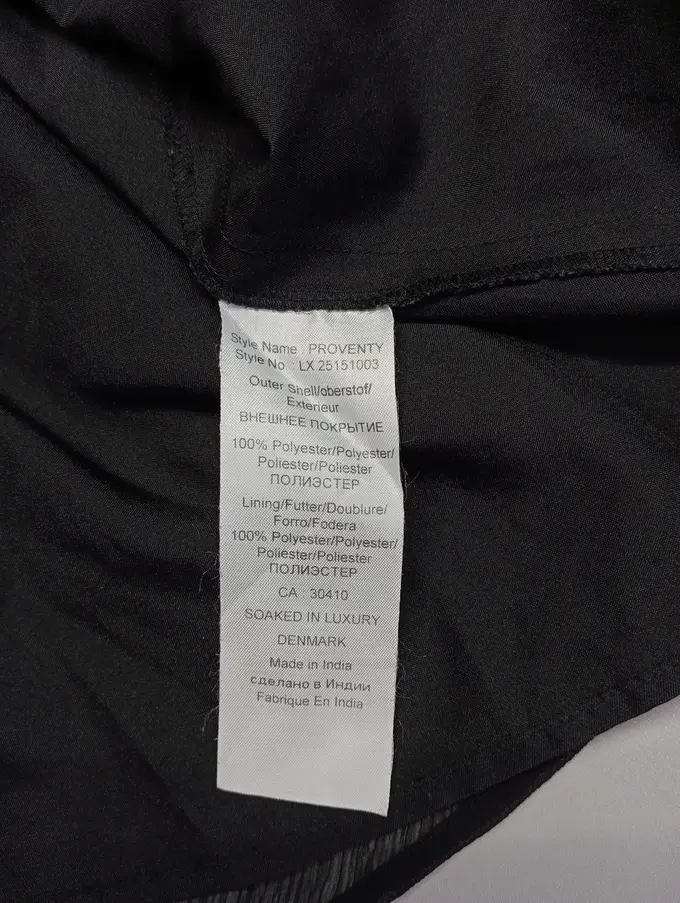 Style Name : PROVENTY
Style No : LX 25151003
Outer Shell/oberstof/
Exterieur
ВНЕШНЕЕ ПОКРЫТИЕ
100% Polyester/Polyester/
Poliester/Poliester
ПОЛИЭСТЕР
Lining/Futter/Doublure/
Forro/Fodera
100% Polyester/Polyester/
Poliester/Poliester
ПОЛИЭСТЕР
CA : 30410
SOAKED IN LUXURY
DENMARK
Made in India
сделано в Индии
Fabrique En India